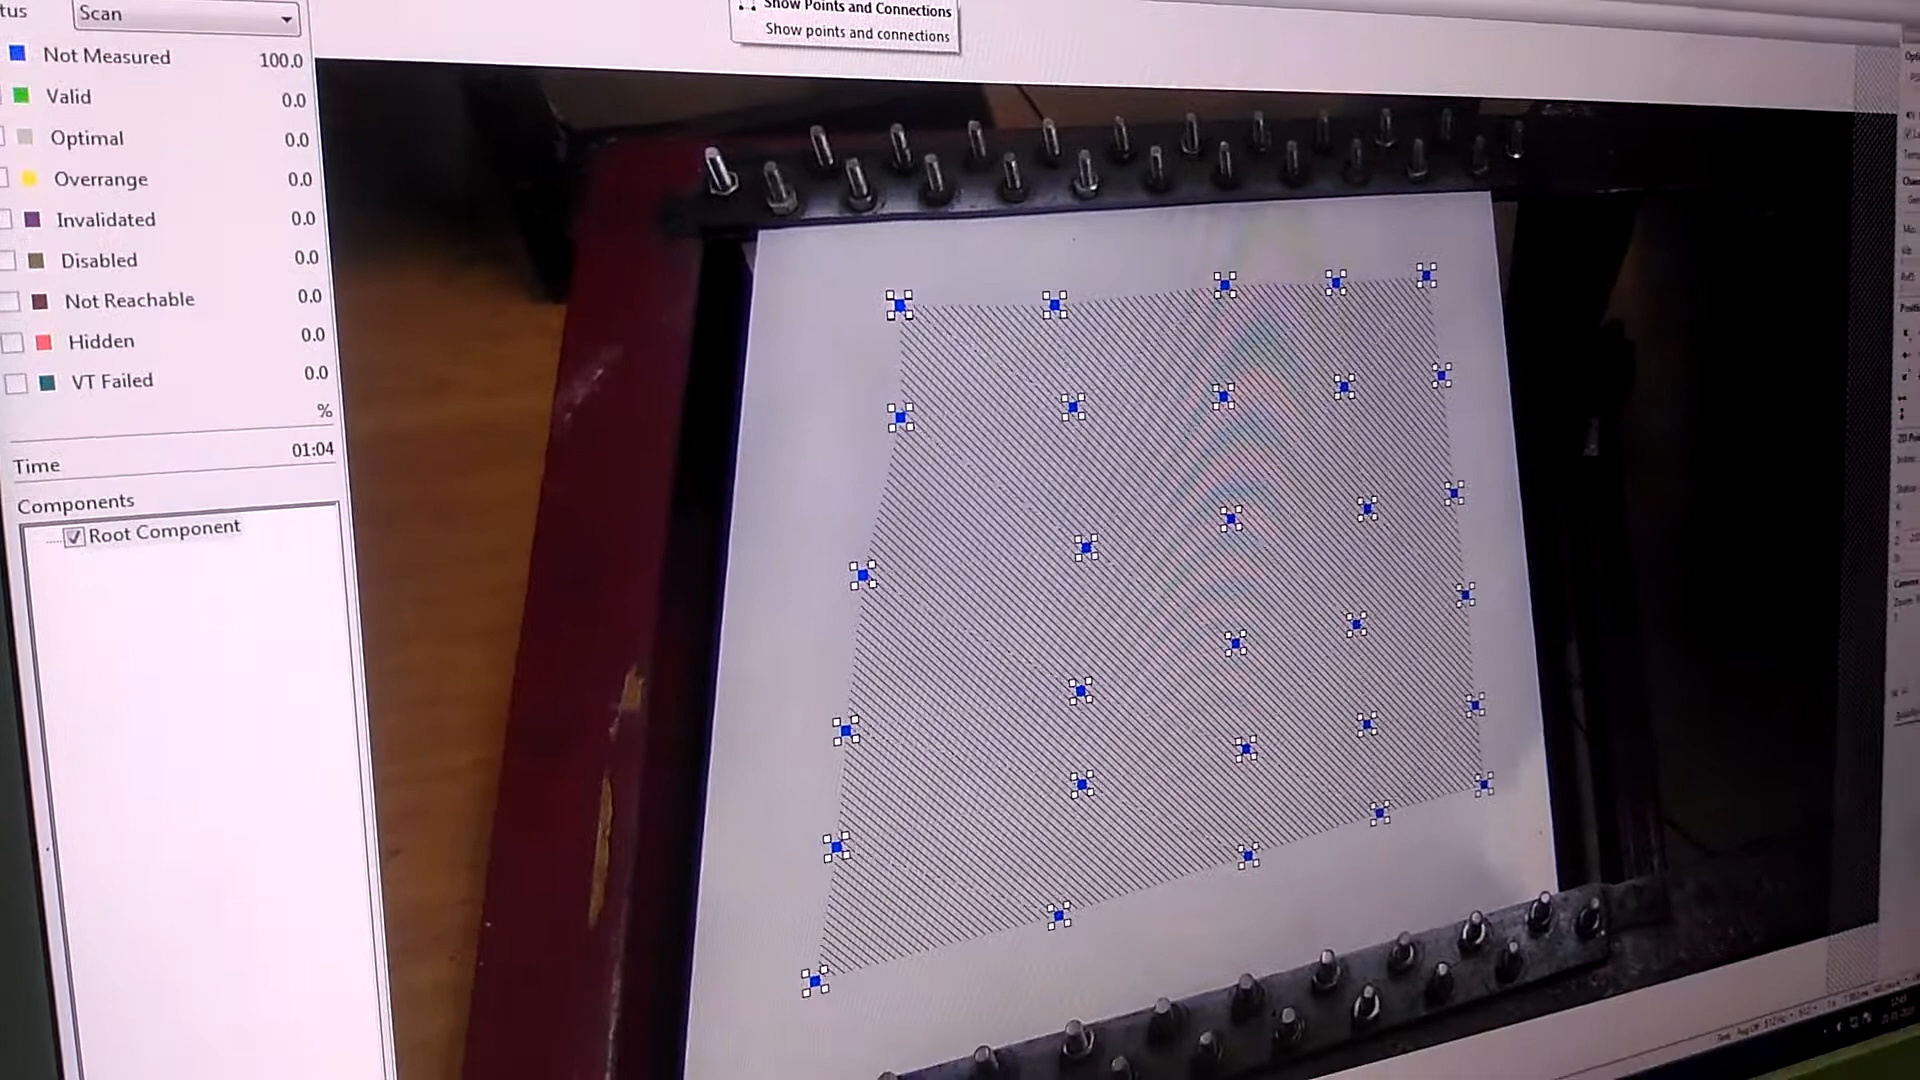 tus
Scan
Not Measured 100.0
Valid 0.0
Optimal 0.0
Overrange 0.0
Invalidated 0.0
Disabled 0.0
Not Reachable 0.0
Hidden 0.0
VT Failed 0.0
%
Time 01:04
Components
Root Component
Show Points and Connections
Show points and connections